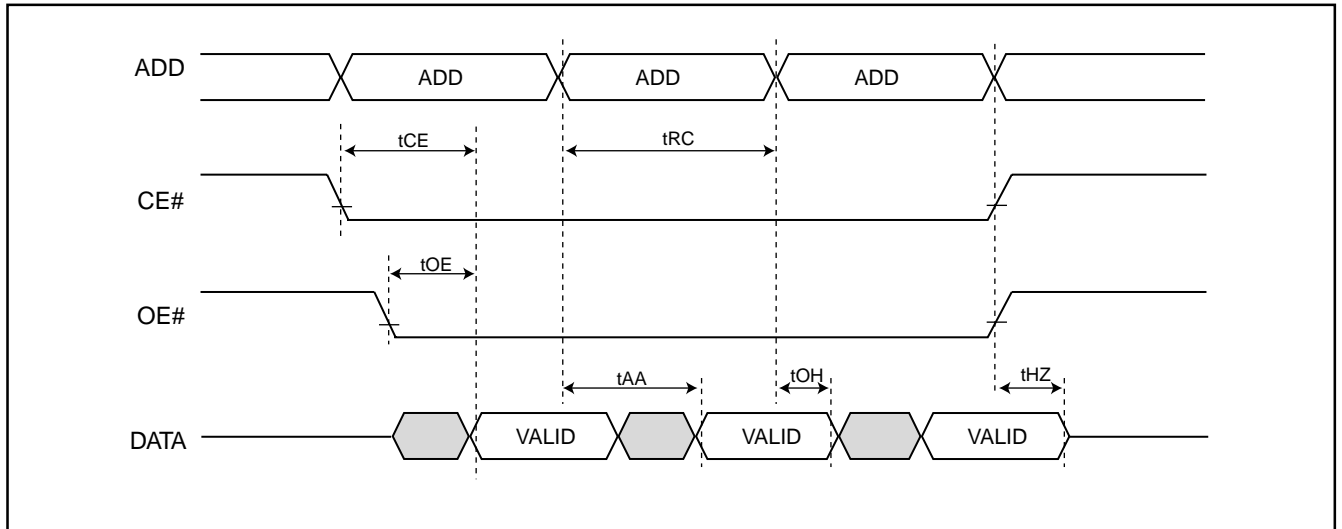 ADD
ADD
ADD
ADD
tCE
tRC
CE#
tOE
OE#
tAA
tOH
tHZ
DATA
VALID
VALID
VALID